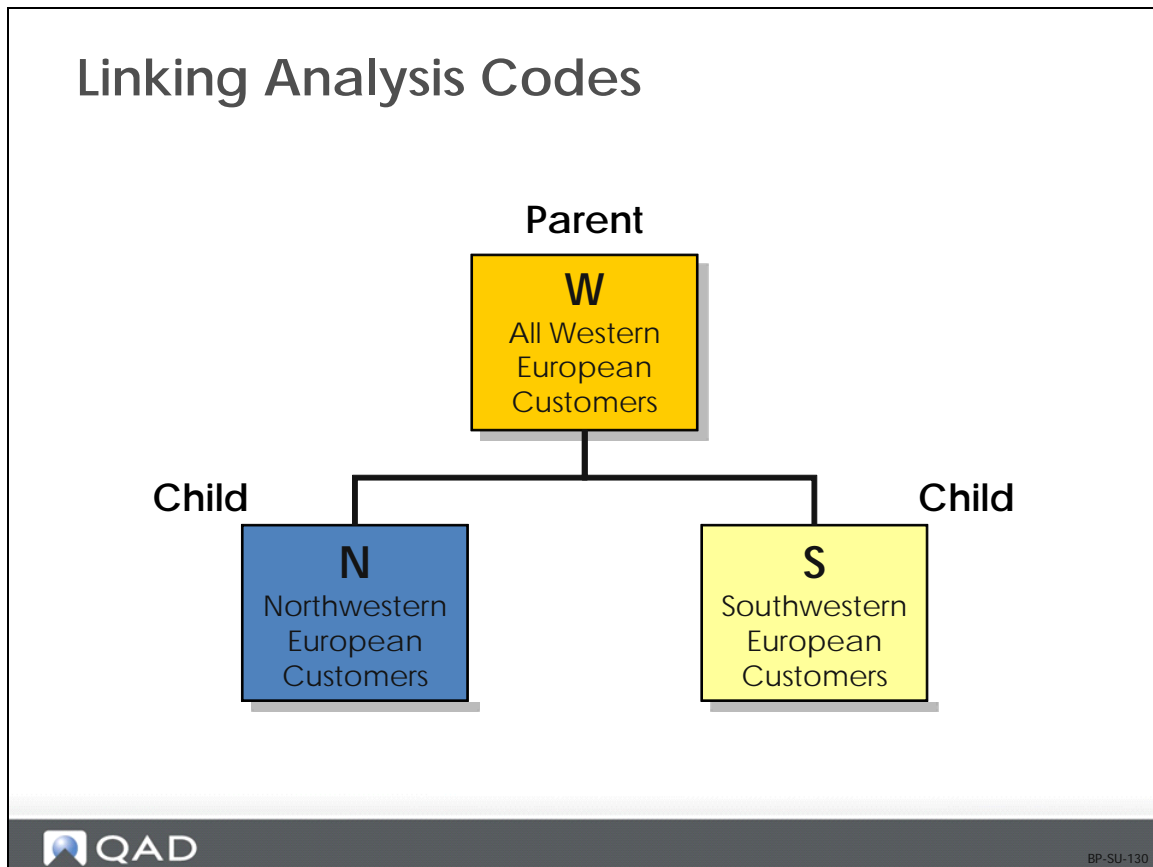 Linking Analysis Codes
Parent
W
All Western
European
Customers
Child
Child
N
Northwestern
European
Customers
S
Southwestern
European
Customers
QAD
BP-SU-130